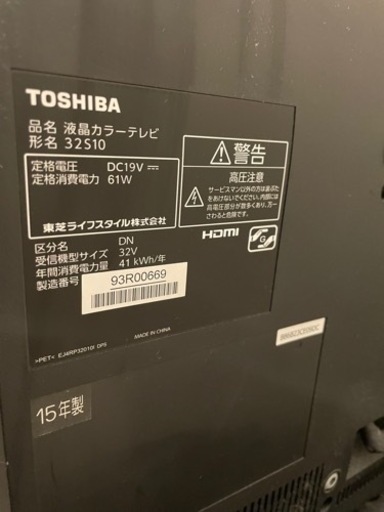 TOSHIBA
品名 液晶カラーテレビ
形名 32S10
定格電圧 DC19V
定格消費電力 61W
東芝ライフスタイル株式会社
区分名 DN
受信機型サイズ 32V
年間消費電力量 41 kWh/年
製造番号 93R00669
MADE IN CHINA
警告
高圧注意
サービスマン以外の方は裏ぶた
をあけないでください。内部には
高電圧部分が数多くあり、万一
さわると危険です。
HDMI
G
15年製